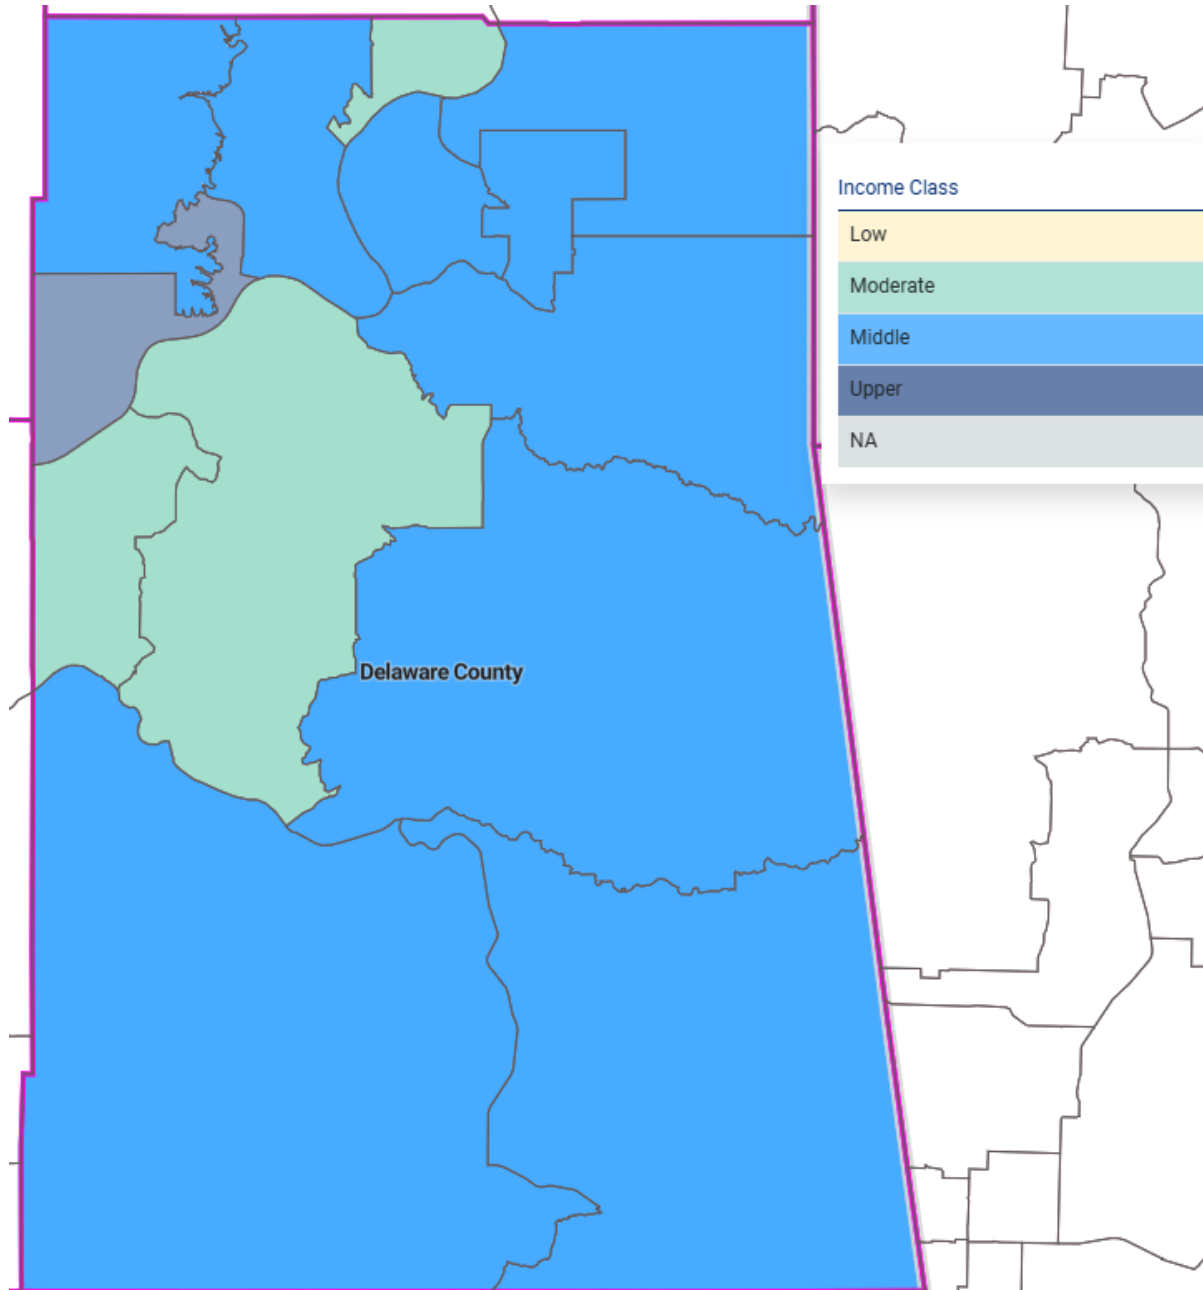 Income Class
Low
Moderate
Middle
Upper
NA
Delaware County